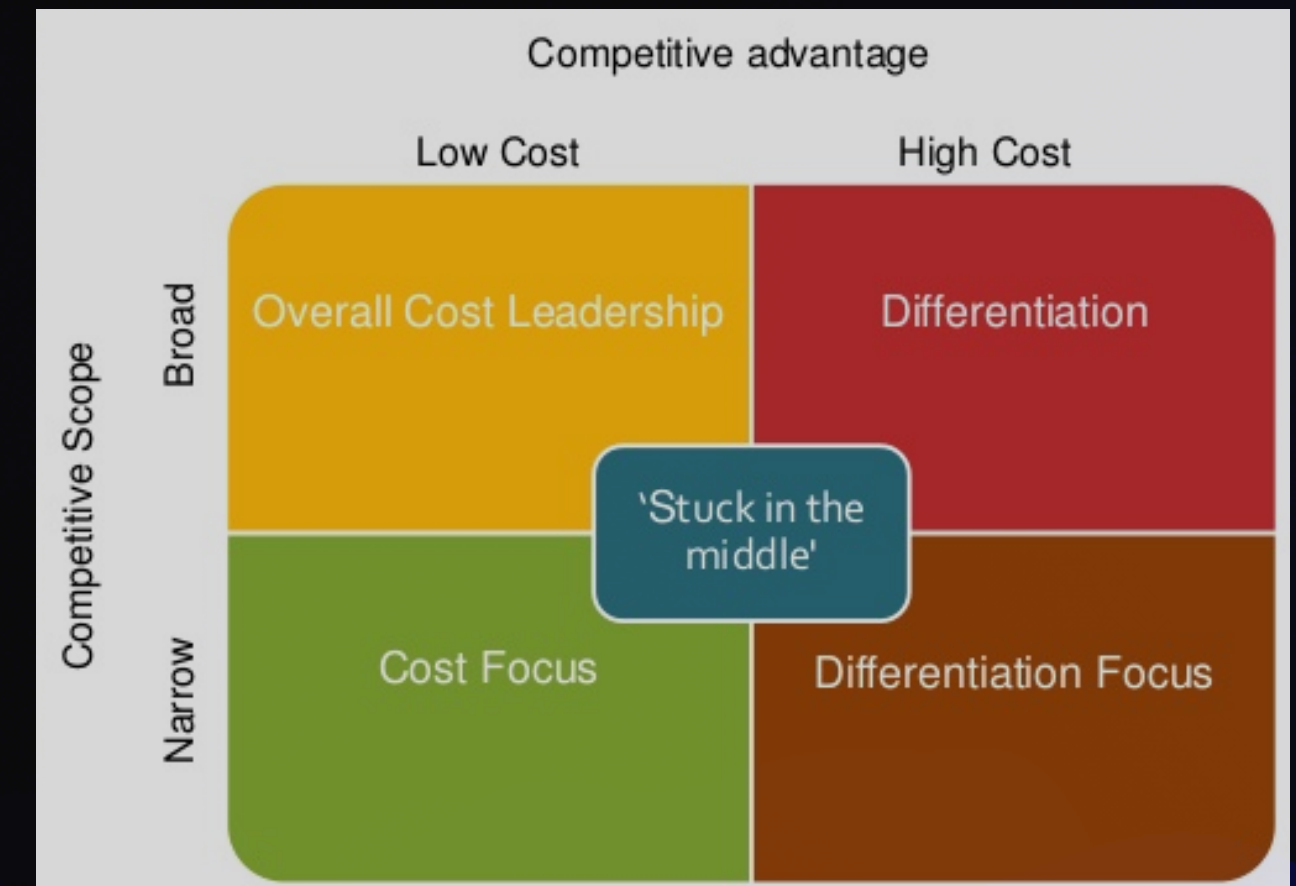 Competitive advantage
Low Cost
High Cost
Competitive Scope
Broad
Overall Cost Leadership
Differentiation
‘Stuck in the
middle'
Narrow
Cost Focus
Differentiation Focus